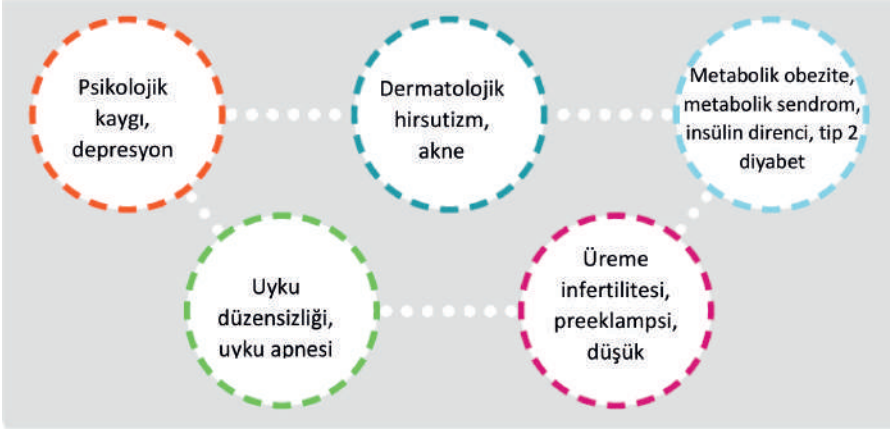 Psikolojik
kaygı,
depresyon
Dermatolojik
hirsutizm,
akne
Metabolik obezite,
metabolik sendrom,
insülin direnci, tip 2
diyabet
Uyku
düzensizliği,
uyku apnesi
Üreme
infertilitesi,
preeklampsi,
düşük